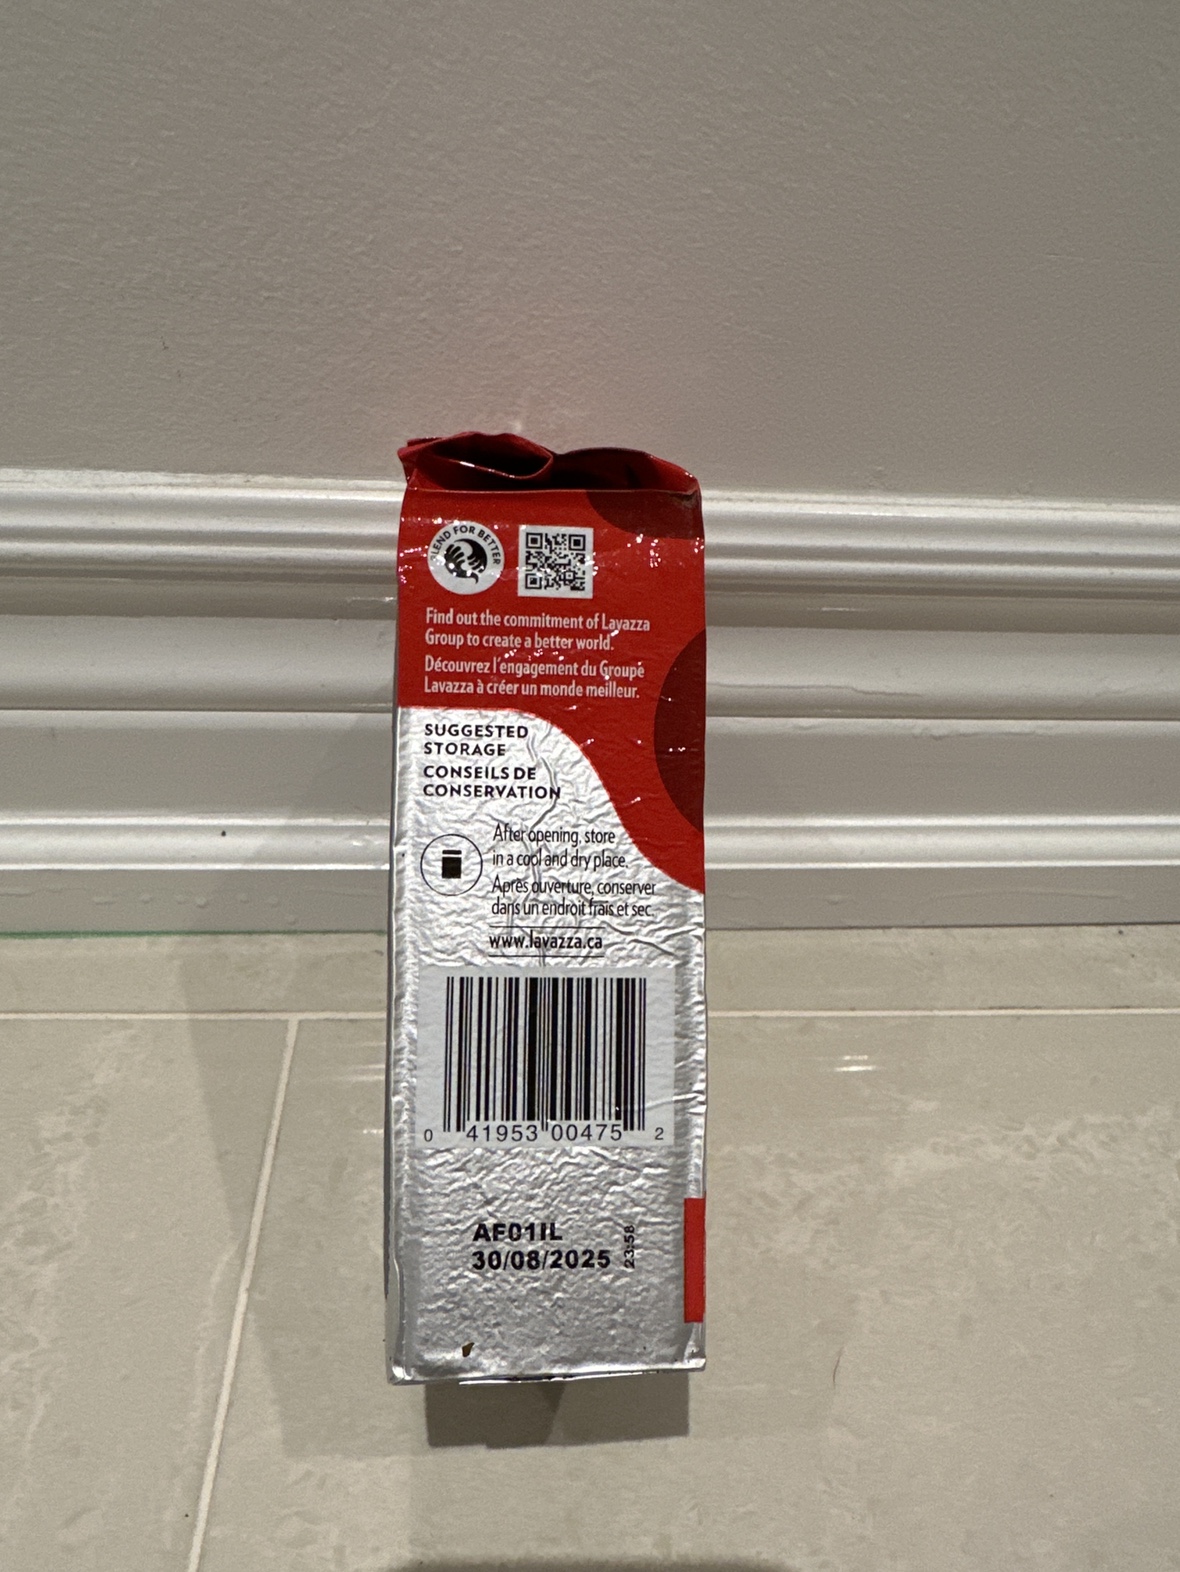 BLEND FOR BETTER
Find out the commitment of Lavazza
Group to create a better world.
Découvrez l'engagement du Groupe
Lavazza à créer un monde meilleur.
SUGGESTED
STORAGE
CONSEILS DE
CONSERVATION
After opening, store
in a cool and dry place.
Après ouverture, conserver
dans un endroit frais et sec.
www.lavazza.ca
0 41953 00475 2
AF01IL
30/08/2025
23:58